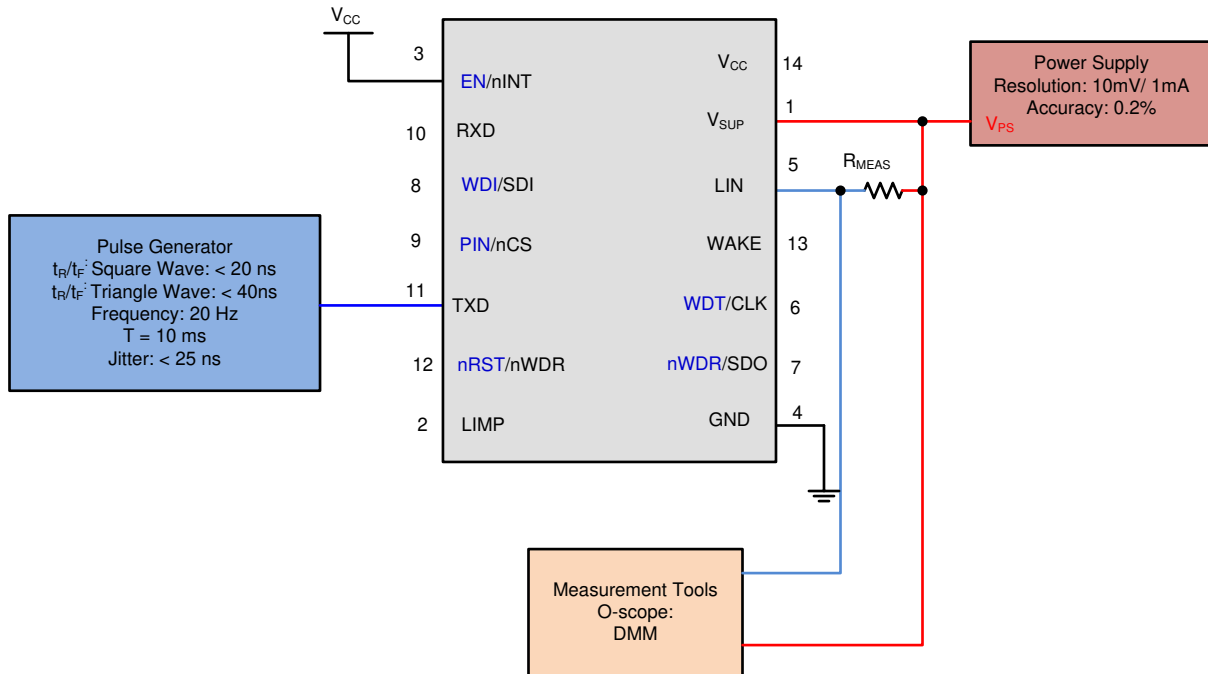 VCC
3
EN/nINT
10
RXD
8
WDI/SDI
9
PIN/nCS
11
TXD
12
nRST/nWDR
2
LIMP
VCC
14
VSUP
1
LIN
5
WAKE
13
WDT/CLK
6
nWDR/SDO
7
GND
4
RMEAS
Power Supply
Resolution: 10mV/ 1mA
Accuracy: 0.2%
VPS
Pulse Generator
tR/tF: Square Wave: < 20 ns
tR/tF: Triangle Wave: < 40ns
Frequency: 20 Hz
T = 10 ms
Jitter: < 25 ns
Measurement Tools
O-scope:
DMM